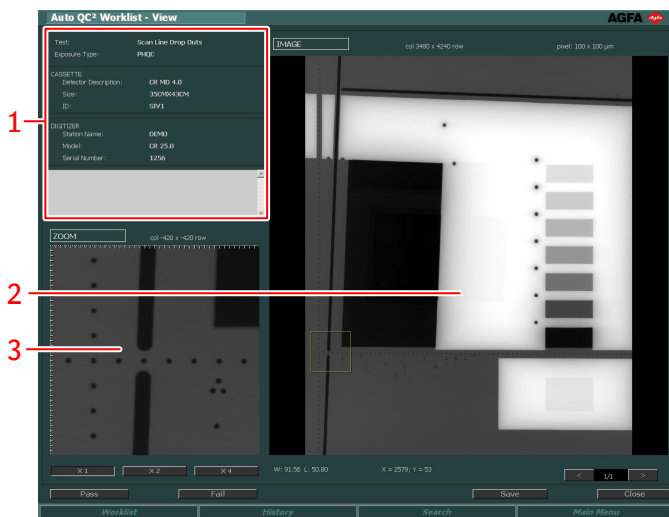 Auto QC² Worklist - View
AGFA
Test: Scan Line Drop Outs
Exposure Type: PHQC
CASSETTE
Detector Description: CR MD 4.0
Size: 35CMX43CM
ID: SIV1
DIGITIZER
Station Name: DEMO
Model: CR 25.0
Serial Number: 1256
IMAGE
col 3480 x 4240 row
pixel: 100 x 100 µm
1
ZOOM
col -420 x -420 row
2
3
X 1
X 2
X 4
W: 91.56 L: 50.80
X = 2579; Y = 53
< 1/1 >
Pass
Fail
Save
Close
Worklist
History
Search
Main Menu